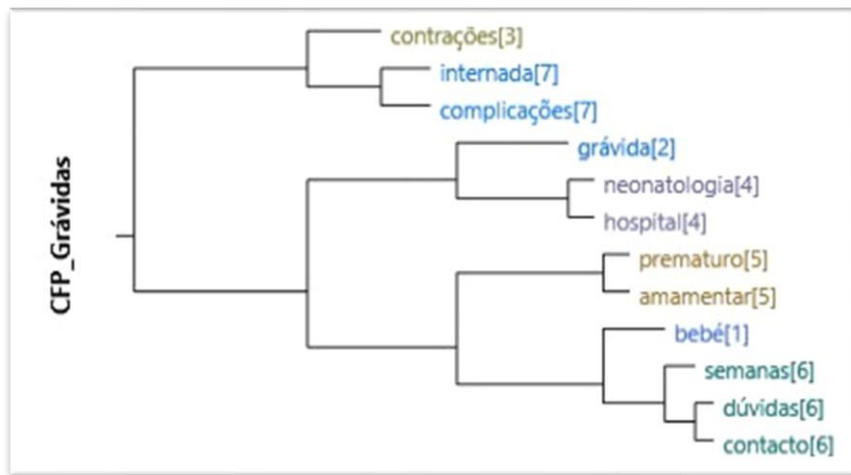 CFP_Grávidas
contrações[3]
internada[7]
complicações[7]
grávida[2]
neonatologia[4]
hospital[4]
prematuro[5]
amamentar[5]
bebé[1]
semanas[6]
dúvidas[6]
contacto[6]